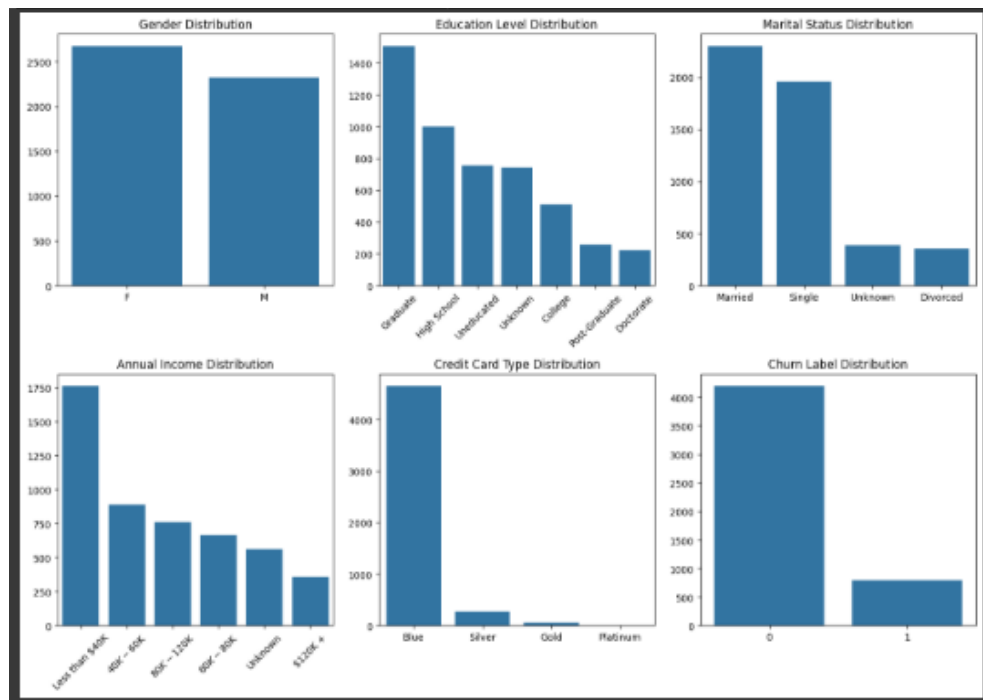 Gender Distribution
2500
2000
1500
1000
500
0
F M
Education Level Distribution
1400
1200
1000
800
600
400
200
0
Graduate
High School
Uneducated
Unknown
College
Post-Graduate
Doctorate
Marital Status Distribution
2000
1500
1000
500
0
Married Single Unknown Divorced
Annual Income Distribution
1750
1500
1250
1000
750
500
250
0
Less than $40K
40K − 60K
80K − 120K
60K − 80K
Unknown
$120K +
Credit Card Type Distribution
4000
3000
2000
1000
0
Blue Silver Gold Platinum
Churn Label Distribution
4000
3500
3000
2500
2000
1500
1000
500
0
0 1